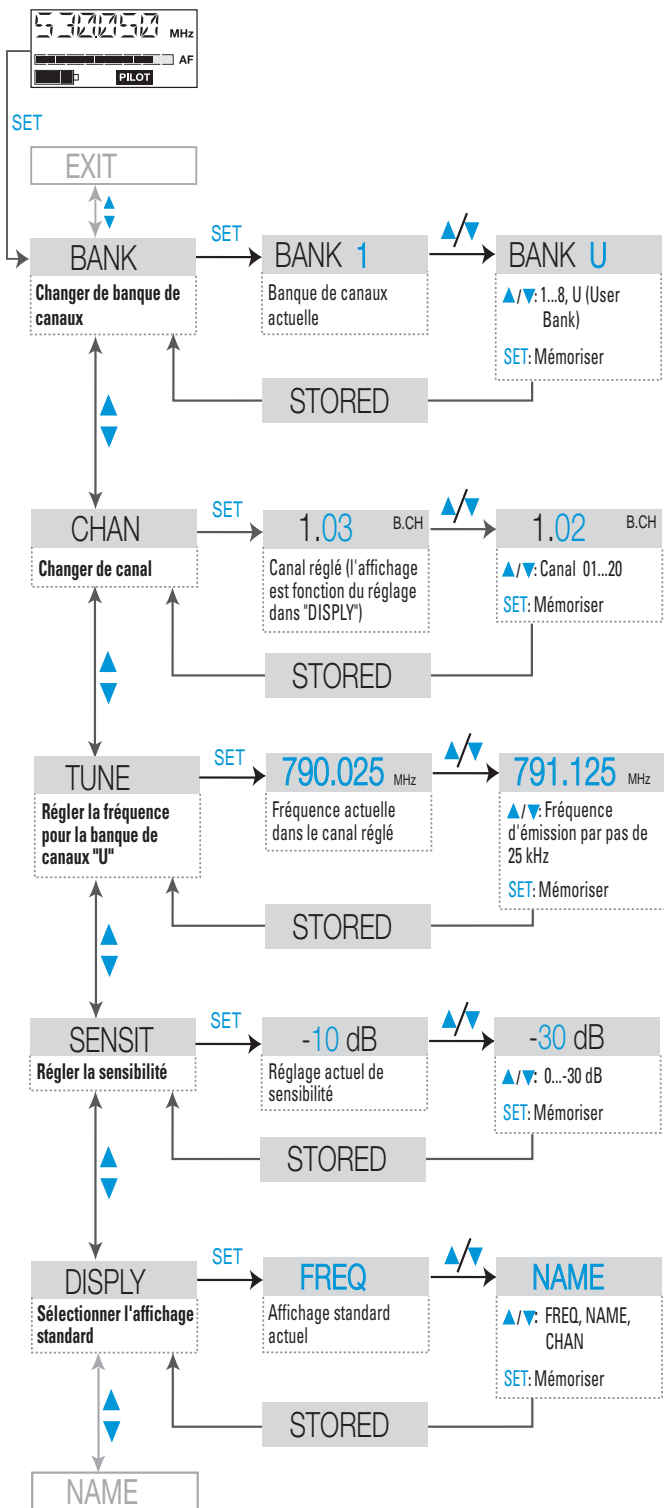 530.050 MHz
AF
PILOT
SET
EXIT
BANK
Changer de banque de
canaux
SET
BANK 1
Banque de canaux
actuelle
▲/▼
BANK U
▲/▼: 1...8, U (User
Bank)
SET: Mémoriser
STORED
CHAN
Changer de canal
SET
1.03 B.CH
Canal réglé (l'affichage
est fonction du réglage
dans "DISPLY")
▲/▼
1.02 B.CH
▲/▼: Canal 01...20
SET: Mémoriser
STORED
TUNE
Régler la fréquence
pour la banque de
canaux "U"
SET
790.025 MHz
Fréquence actuelle
dans le canal réglé
▲/▼
791.125 MHz
▲/▼: Fréquence
d'émission par pas de
25 kHz
SET: Mémoriser
STORED
SENSIT
Régler la sensibilité
SET
-10 dB
Réglage actuel de
sensibilité
▲/▼
-30 dB
▲/▼: 0...-30 dB
SET: Mémoriser
STORED
DISPLY
Sélectionner l'affichage
standard
SET
FREQ
Affichage standard
actuel
▲/▼
NAME
▲/▼: FREQ, NAME,
CHAN
SET: Mémoriser
STORED
NAME